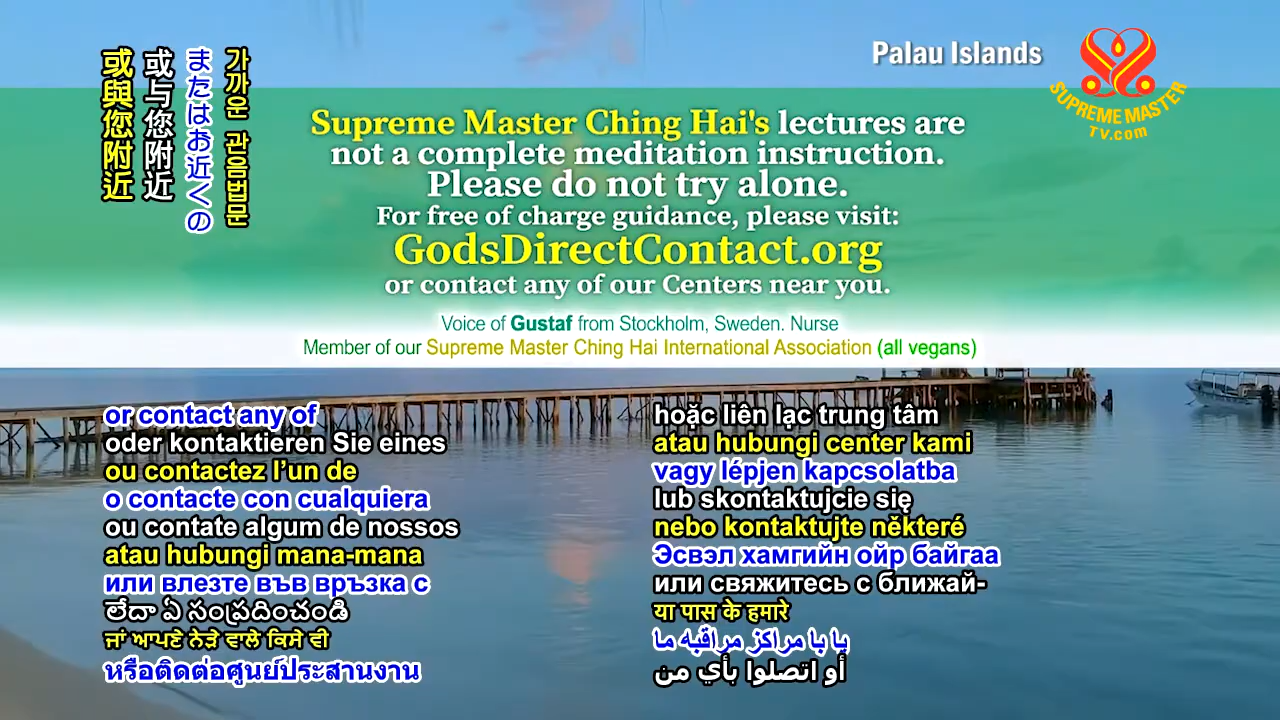 Palau Islands
SUPREME MASTER
TV.com
或與您附近
或与您附近
またはお近くの
가까운 관음법문
Supreme Master Ching Hai's lectures are
not a complete meditation instruction.
Please do not try alone.
For free of charge guidance, please visit:
GodsDirectContact.org
or contact any of our Centers near you.
Voice of Gustaf from Stockholm, Sweden. Nurse
Member of our Supreme Master Ching Hai International Association (all vegans)
or contact any of
oder kontaktieren Sie eines
ou contactez l’un de
o contacte con cualquiera
ou contate algum de nossos
atau hubungi mana-mana
или влезте във връзка с
లేదా ఏ సంప్రదించండి
ਜਾਂ ਆਪਣੇ ਨੇੜੇ ਵਾਲੇ ਕਿਸੇ ਵੀ
หรือติดต่อศูนย์ประสานงาน
hoặc liên lạc trung tâm
atau hubungi center kami
vagy lépjen kapcsolatba
lub skontaktujcie się
nebo kontaktujte některé
Эсвэл хамгийн ойр байгаа
или свяжитесь с ближай-
या पास के हमारे
یا با مراکز مراقبه ما
أو اتصلوا بأي من